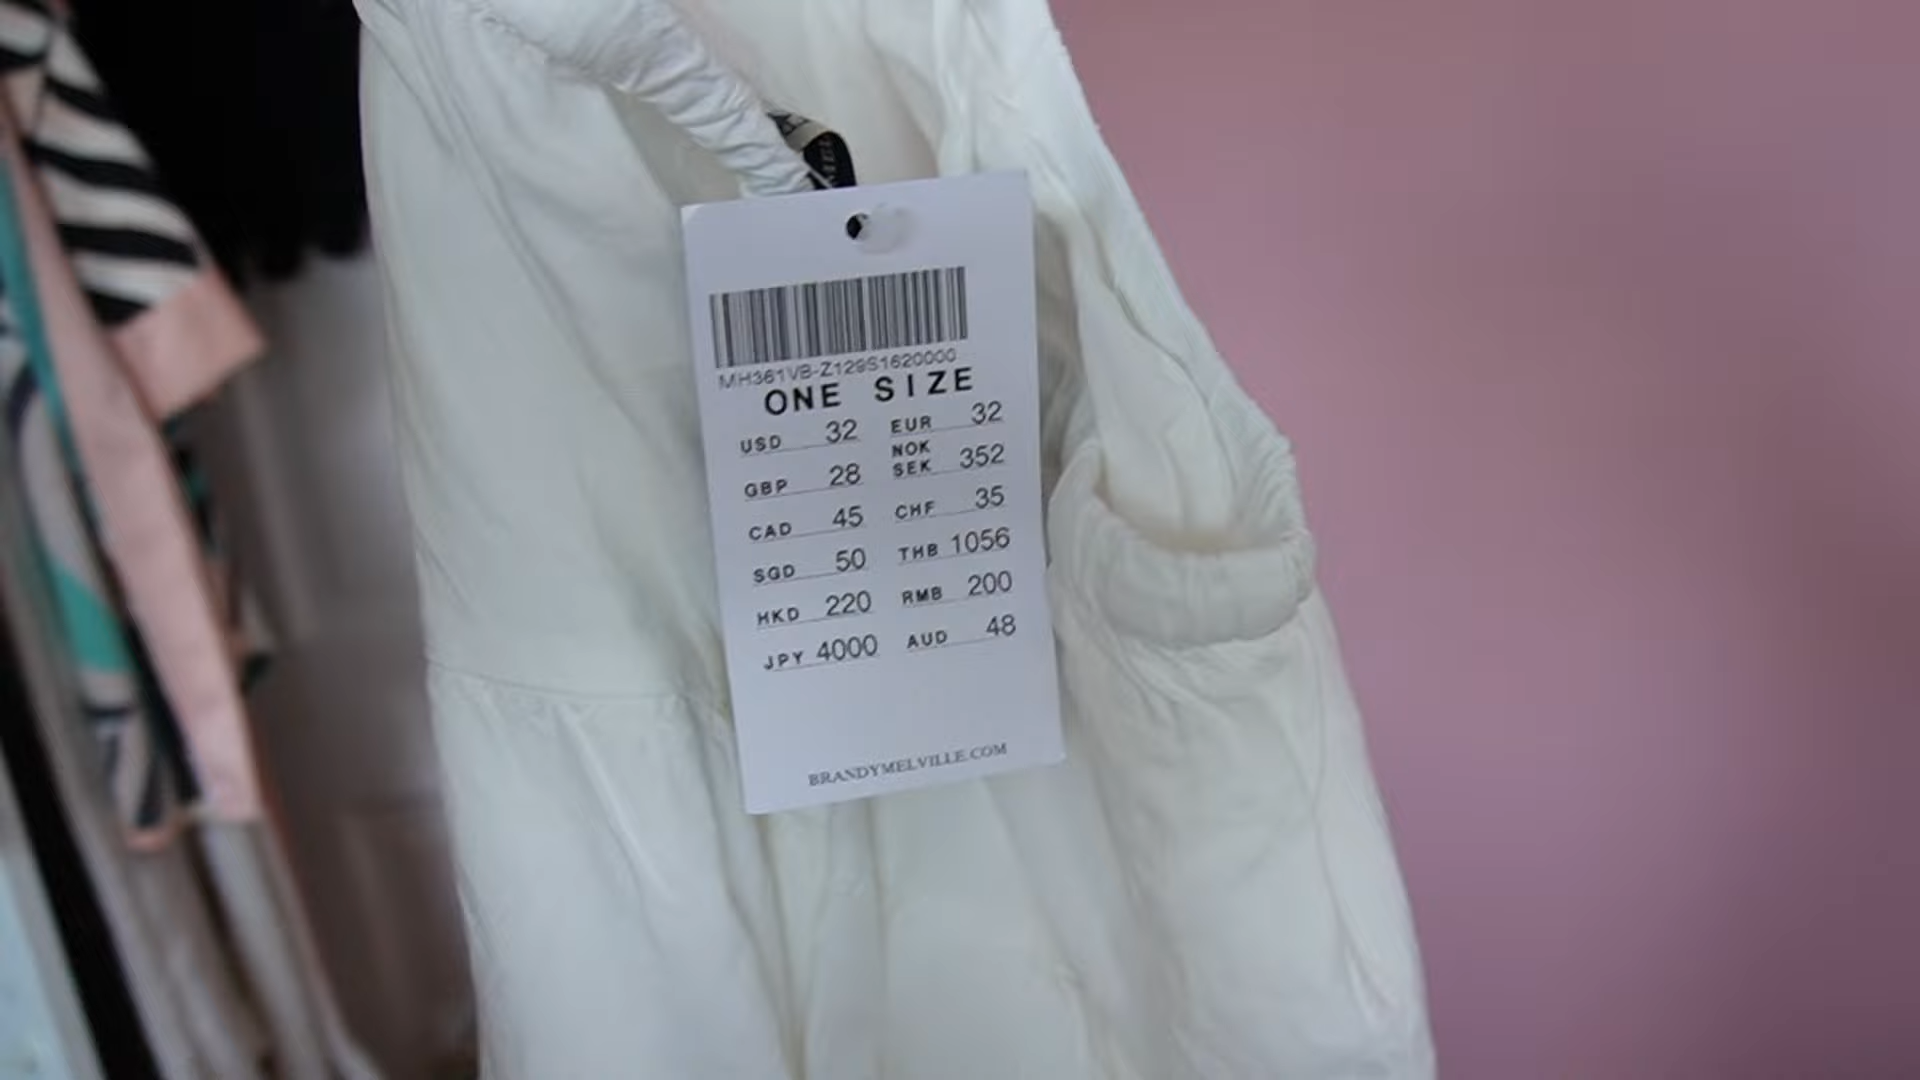 MH361VB-Z129S1620000
ONE SIZE
USD 32 EUR 32
GBP 28 NOK SEK 352
CAD 45 CHF 35
SGD 50 THB 1056
HKD 220 RMB 200
JPY 4000 AUD 48
BRANDYMELVILLE.COM